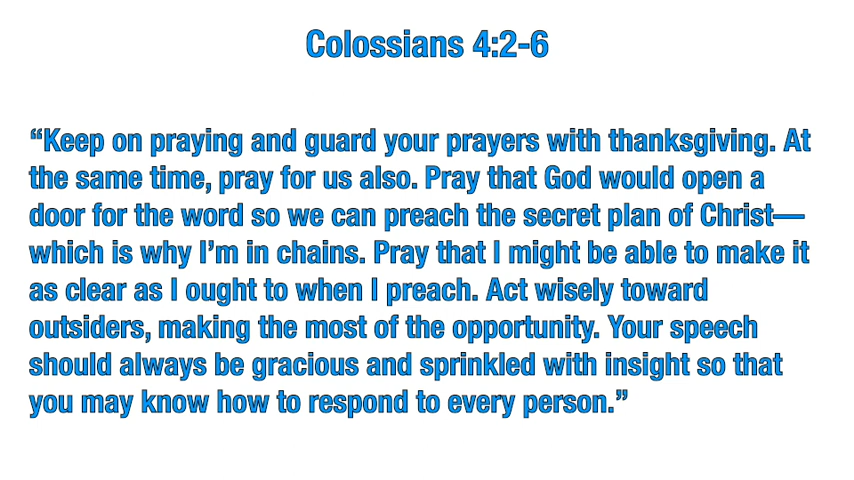 Colossians 4:2-6
“Keep on praying and guard your prayers with thanksgiving. At
the same time, pray for us also. Pray that God would open a
door for the word so we can preach the secret plan of Christ—
which is why I’m in chains. Pray that I might be able to make it
as clear as I ought to when I preach. Act wisely toward
outsiders, making the most of the opportunity. Your speech
should always be gracious and sprinkled with insight so that
you may know how to respond to every person.”